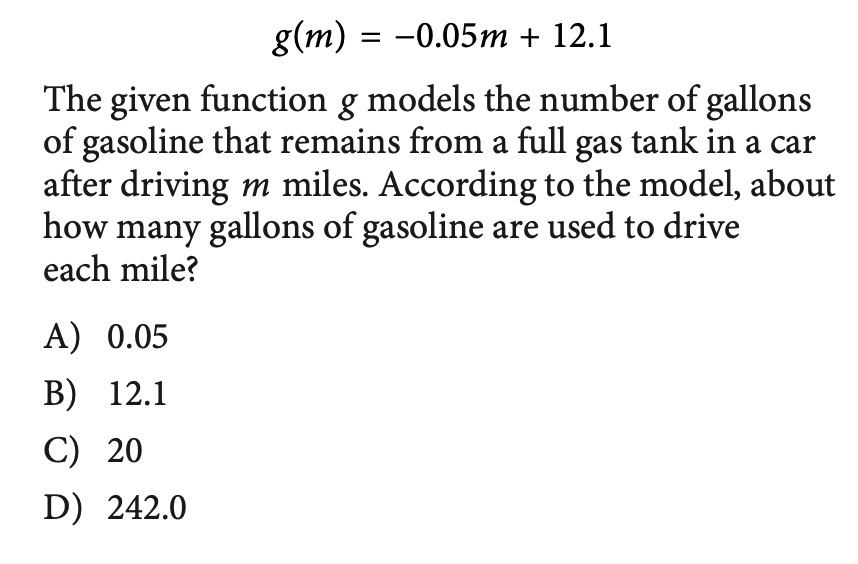 g(m) = −0.05m + 12.1
The given function g models the number of gallons
of gasoline that remains from a full gas tank in a car
after driving m miles. According to the model, about
how many gallons of gasoline are used to drive
each mile?
A) 0.05
B) 12.1
C) 20
D) 242.0